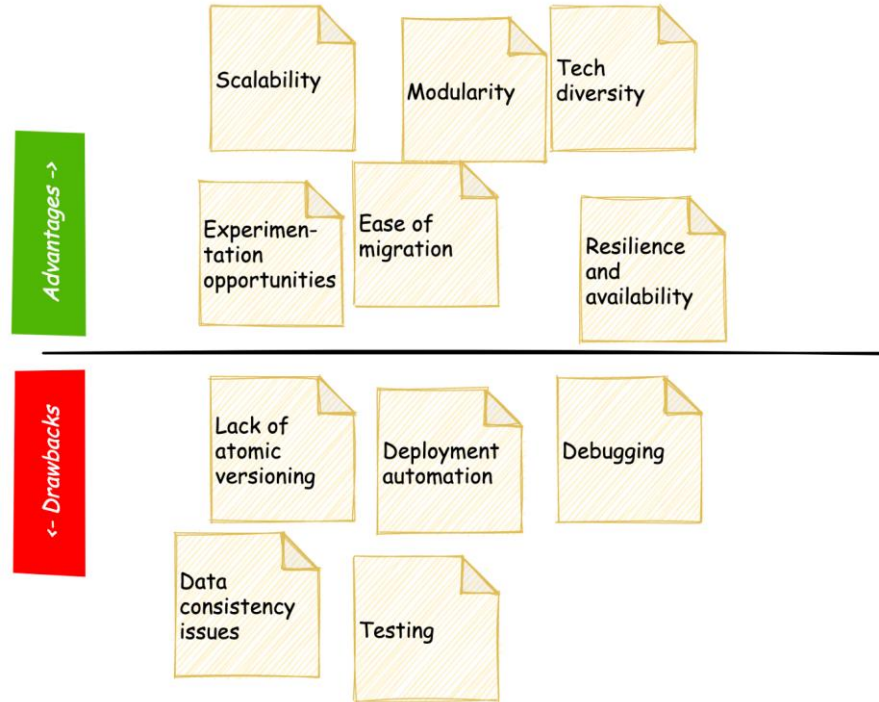 Advantages ->
Scalability
Modularity
Tech
diversity
Experimen-
tation
opportunities
Ease of
migration
Resilience
and
availability
<- Drawbacks
Lack of
atomic
versioning
Deployment
automation
Debugging
Data
consistency
issues
Testing